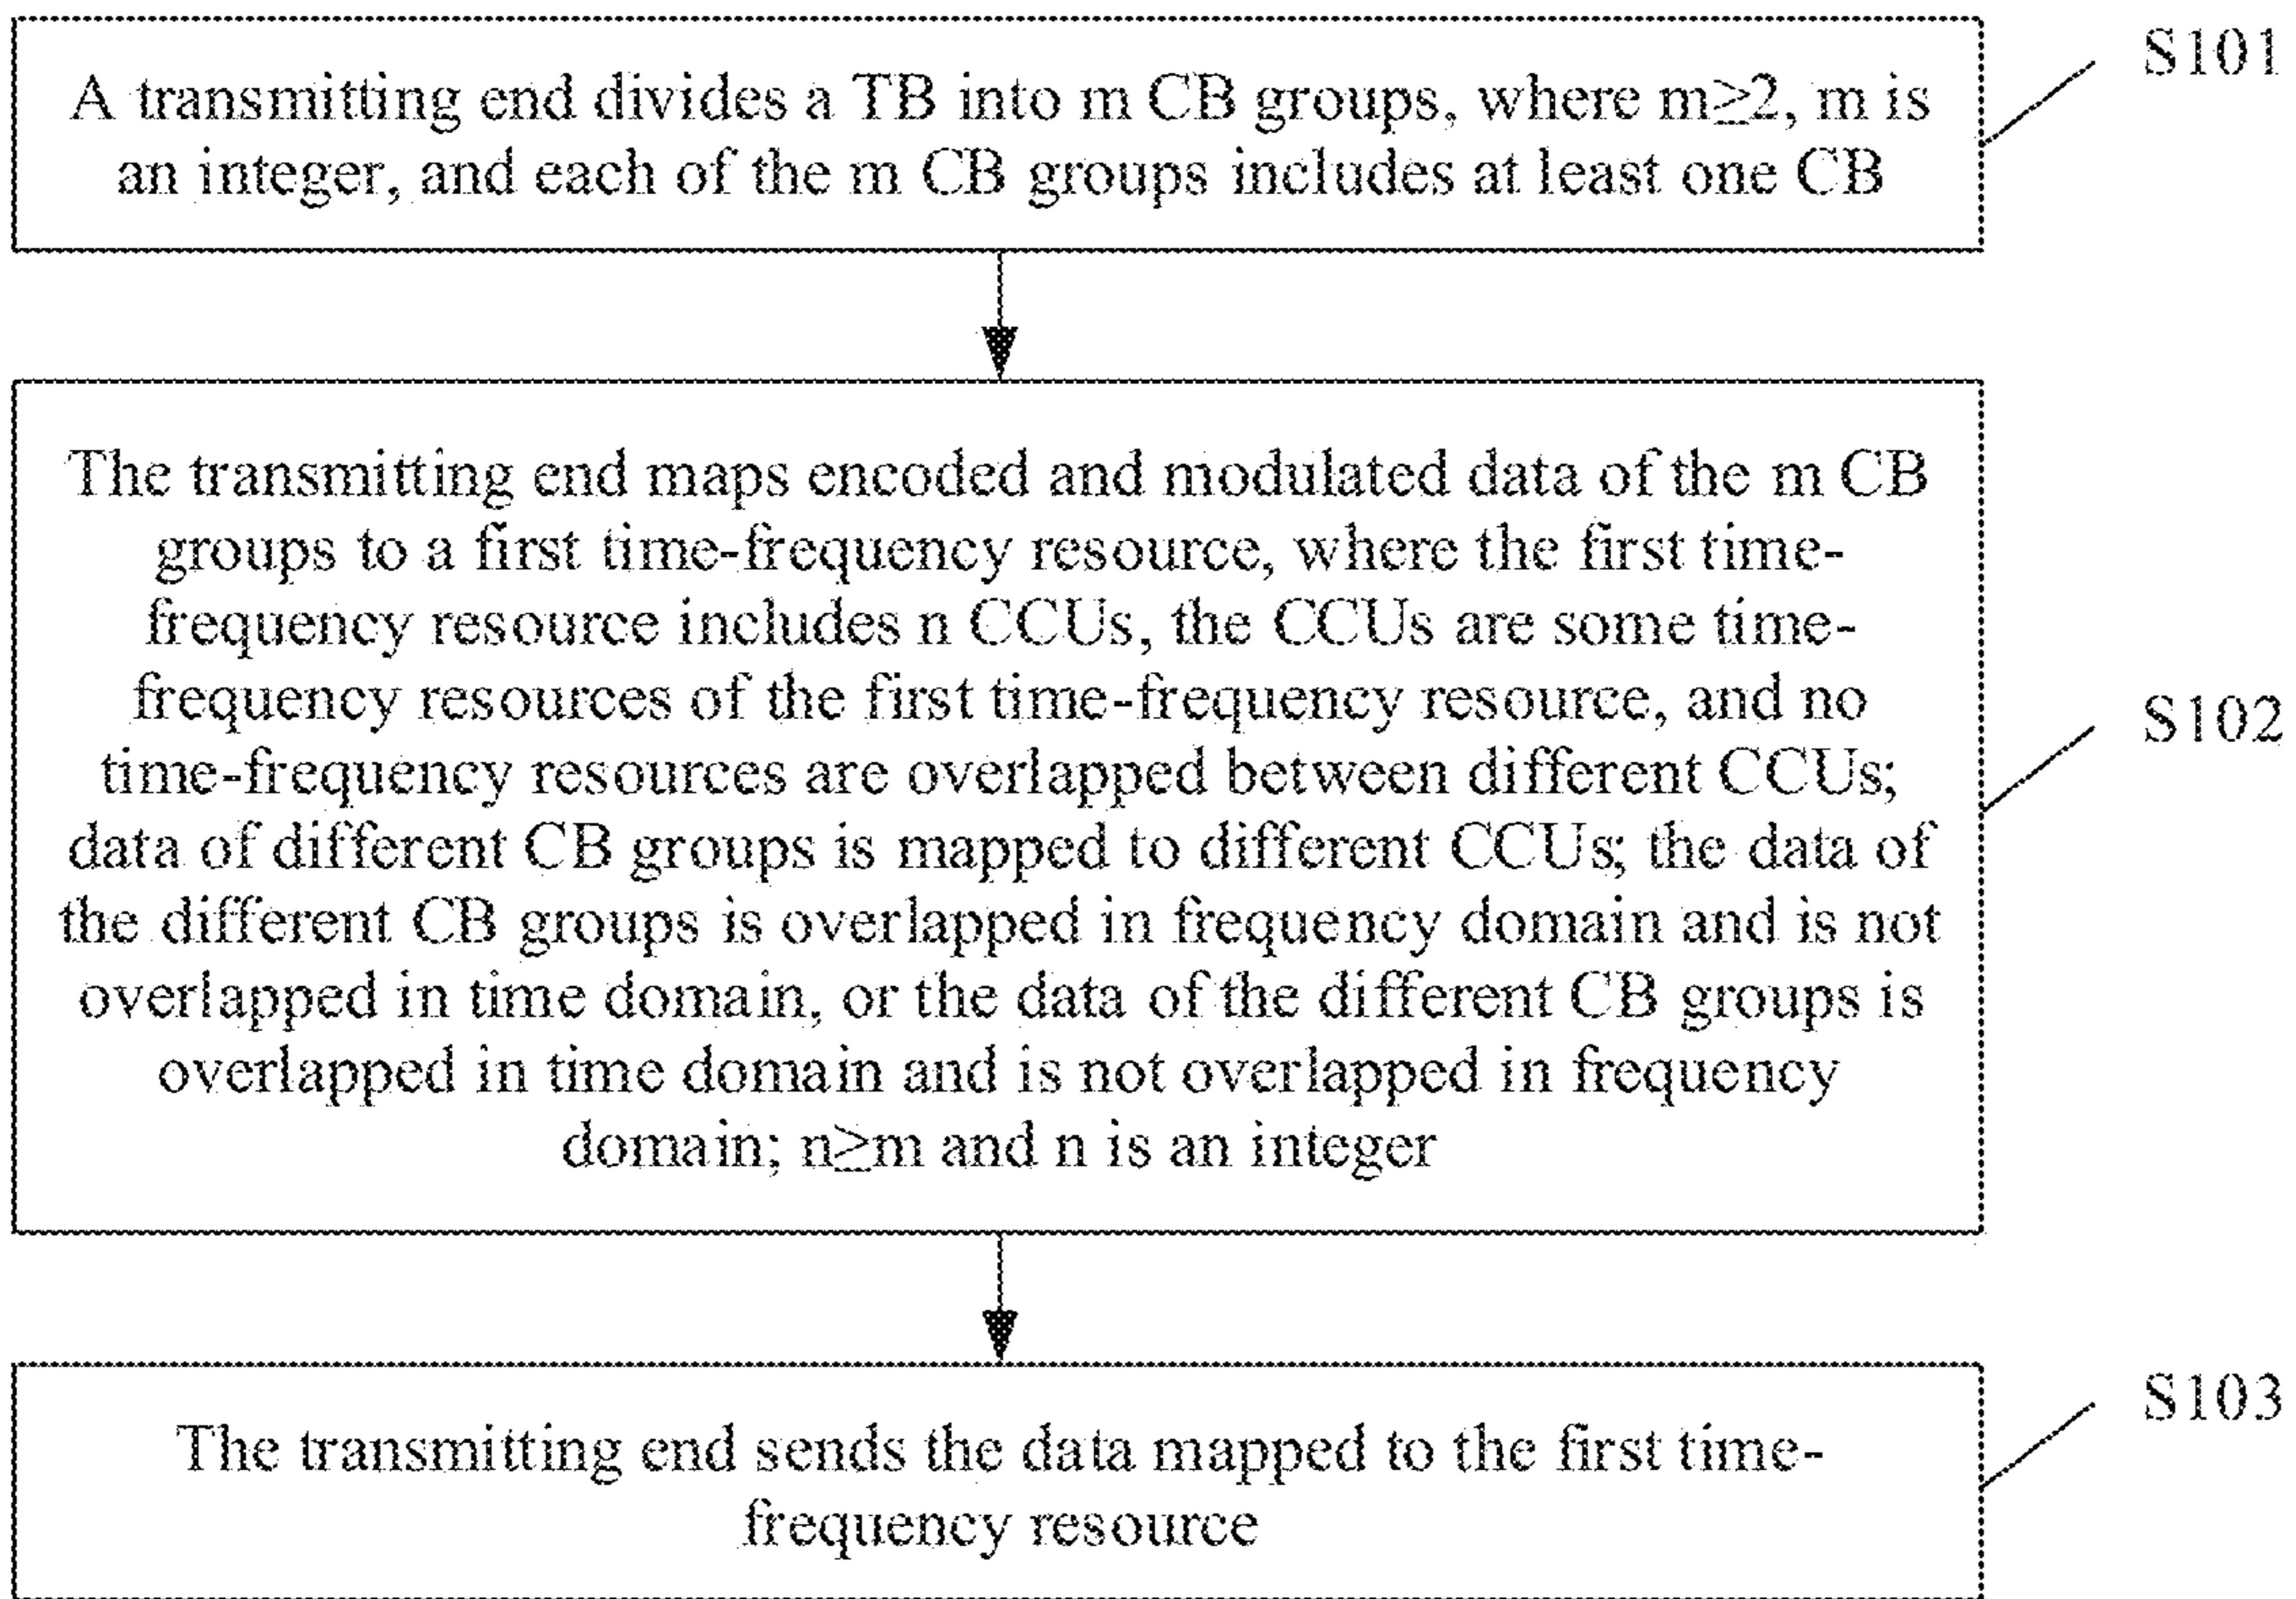 S101
A transmitting end divides a TB into m CB groups, where m≥2, m is
an integer, and each of the m CB groups includes at least one CB
The transmitting end maps encoded and modulated data of the m CB
groups to a first time-frequency resource, where the first time-
frequency resource includes n CCUs, the CCUs are some time-
frequency resources of the first time-frequency resource, and no
time-frequency resources are overlapped between different CCUs;
data of different CB groups is mapped to different CCUs; the data of
the different CB groups is overlapped in frequency domain and is not
overlapped in time domain, or the data of the different CB groups is
overlapped in time domain and is not overlapped in frequency
domain; n≥m and n is an integer
S102
The transmitting end sends the data mapped to the first time-
frequency resource
S103